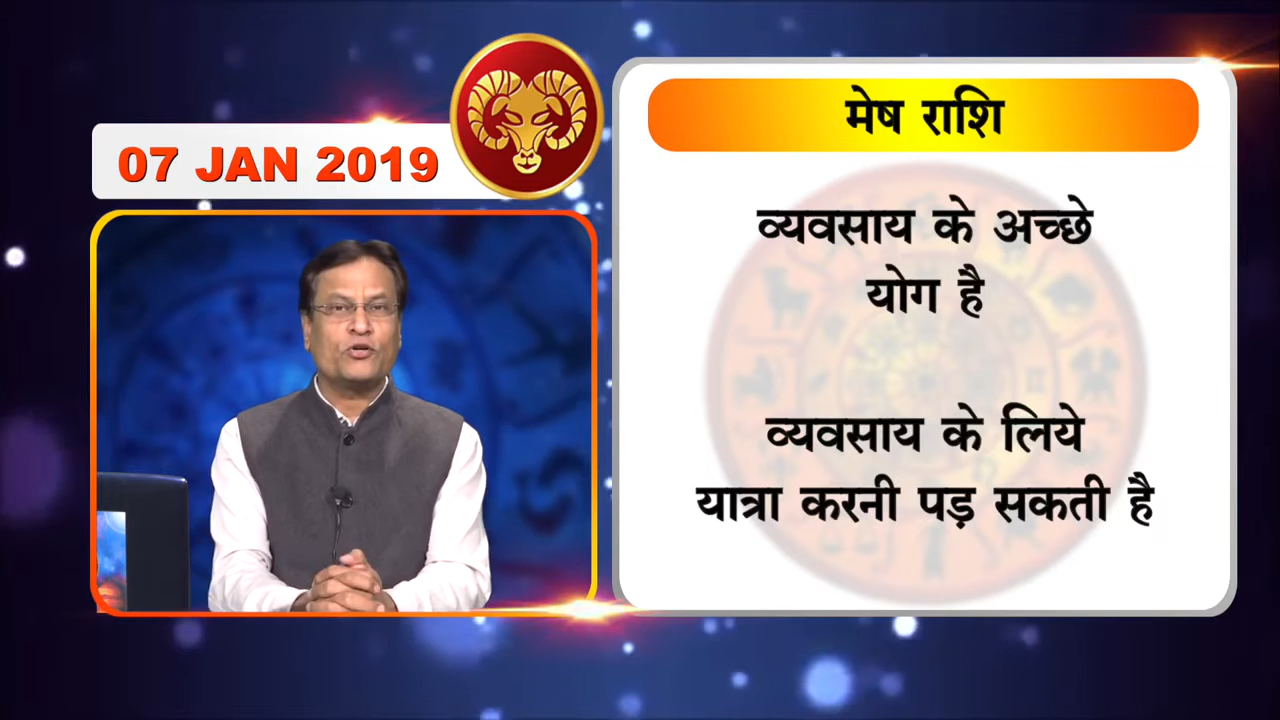 07 JAN 2019
मेष राशि
व्यवसाय के अच्छे
योग है
व्यवसाय के लिये
यात्रा करनी पड़ सकती है